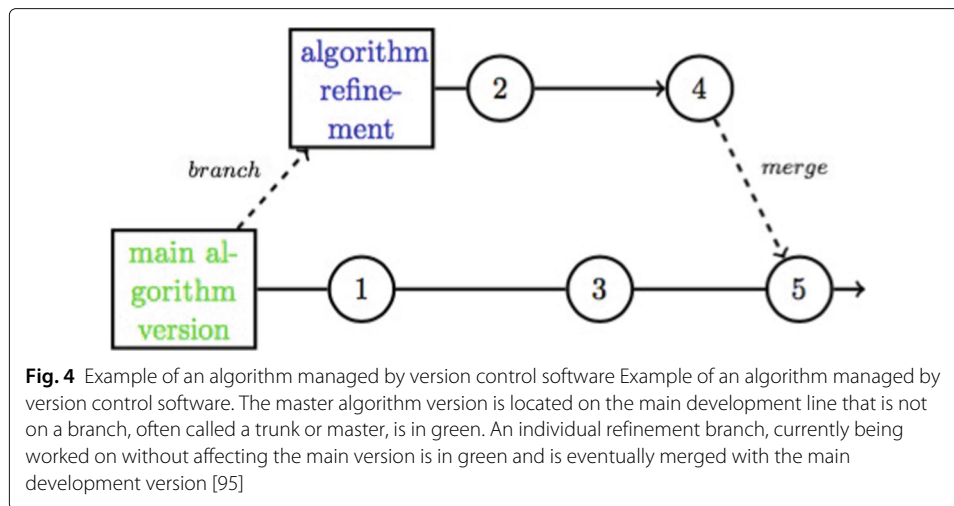 algorithm
refine-
ment
2
4
branch
merge
main al-
gorithm
version
1
3
5
Fig. 4 Example of an algorithm managed by version control software Example of an algorithm managed by
version control software. The master algorithm version is located on the main development line that is not
on a branch, often called a trunk or master, is in green. An individual refinement branch, currently being
worked on without affecting the main version is in green and is eventually merged with the main
development version [95]